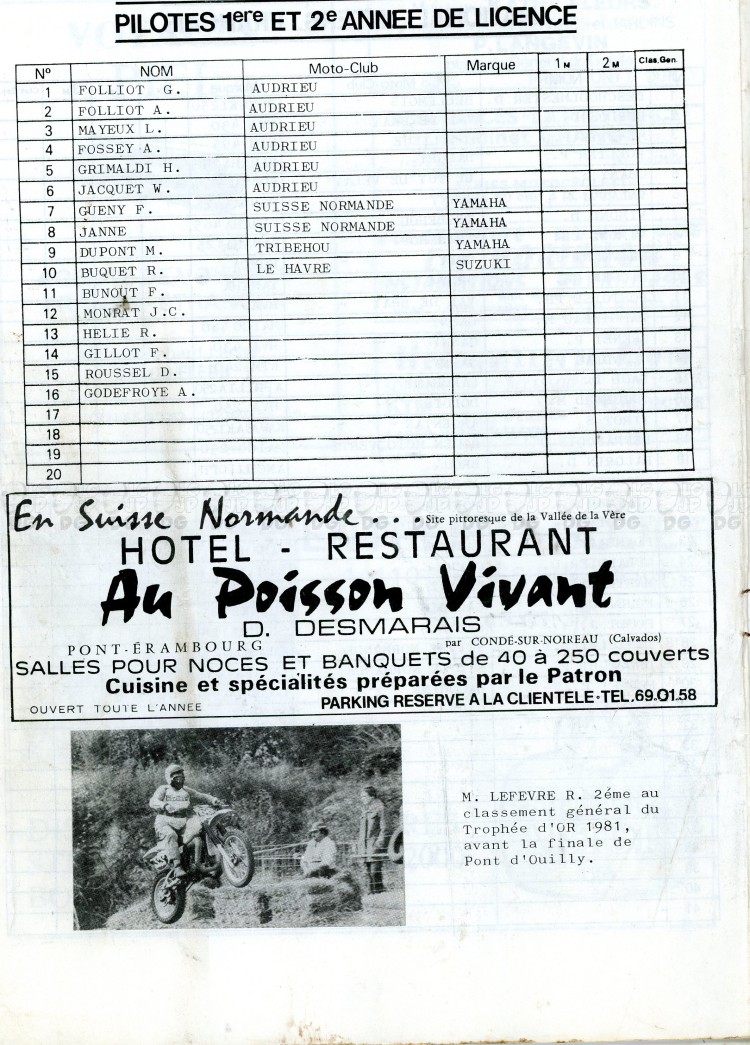 PILOTES 1ere ET 2e ANNEE DE LICENCE
N° NOM Moto-Club Marque 1 M 2 M Clas.Gen.
1 FOLLIOT G. AUDRIEU
2 FOLLIOT A. AUDRIEU
3 MAYEUX L. AUDRIEU
4 FOSSEY A. AUDRIEU
5 GRIMALDI H. AUDRIEU
6 JACQUET W. AUDRIEU
7 GUENY F. SUISSE NORMANDE YAMAHA
8 JANNE SUISSE NORMANDE YAMAHA
9 DUPONT M. TRIBEHOU YAMAHA
10 BUQUET R. LE HAVRE SUZUKI
11 BUNOUT F.
12 MONRAT J.C.
13 HELIE R.
14 GILLOT F.
15 ROUSSEL D.
16 GODEFROYE A.
17
18
19
20
En Suisse Normande... Site pittoresque de la Vallée de la Vère
HOTEL - RESTAURANT
Au Poisson Vivant
D. DESMARAIS
PONT-ÉRAMBOURG par CONDÉ-SUR-NOIREAU (Calvados)
SALLES POUR NOCES ET BANQUETS de 40 à 250 couverts
Cuisine et spécialités préparées par le Patron
OUVERT TOUTE L'ANNEE PARKING RESERVE A LA CLIENTELE · TEL.69.01.58
M. LEFEVRE R. 2éme au
classement général du
Trophée d'OR 1981,
avant la finale de
Pont d'Ouilly.